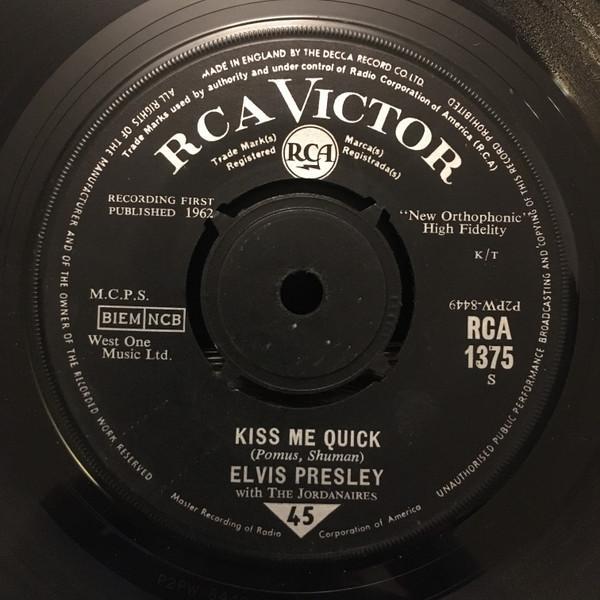 MADE IN ENGLAND BY THE DECCA RECORD CO. LTD.
ALL RIGHTS OF THE MANUFACTURER AND OF THE OWNER OF THE RECORDED WORK RESERVED
UNAUTHORISED PUBLIC PERFORMANCE BROADCASTING AND COPYING OF THIS RECORD PROHIBITED
Trade Marks used by authority and under control of Radio Corporation of America (R.C.A)
RCA VICTOR
Trade Mark(s)
Registered
RCA
Marca(s)
Registrada(s)
RECORDING FIRST
PUBLISHED 1962
"New Orthophonic"
High Fidelity
K/T
M.C.P.S.
BIEM NCB
West One
Music Ltd.
P2PW-8449
RCA
1375
S
KISS ME QUICK
(Pomus, Shuman)
ELVIS PRESLEY
with THE JORDANAIRES
45
Master Recording of Radio Corporation of America